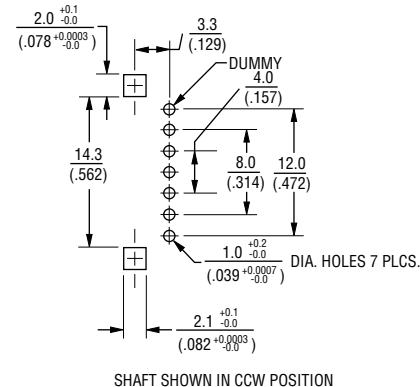 2.0 +0.1 -0.0
(.078 +0.0003 -0.0)
3.3
(.129)
DUMMY
4.0
(.157)
14.3
(.562)
8.0
(.314)
12.0
(.472)
1.0 +0.2 -0.0
(.039 +0.0007 -0.0)
DIA. HOLES 7 PLCS.
2.1 +0.1 -0.0
(.082 +0.0003 -0.0)
SHAFT SHOWN IN CCW POSITION